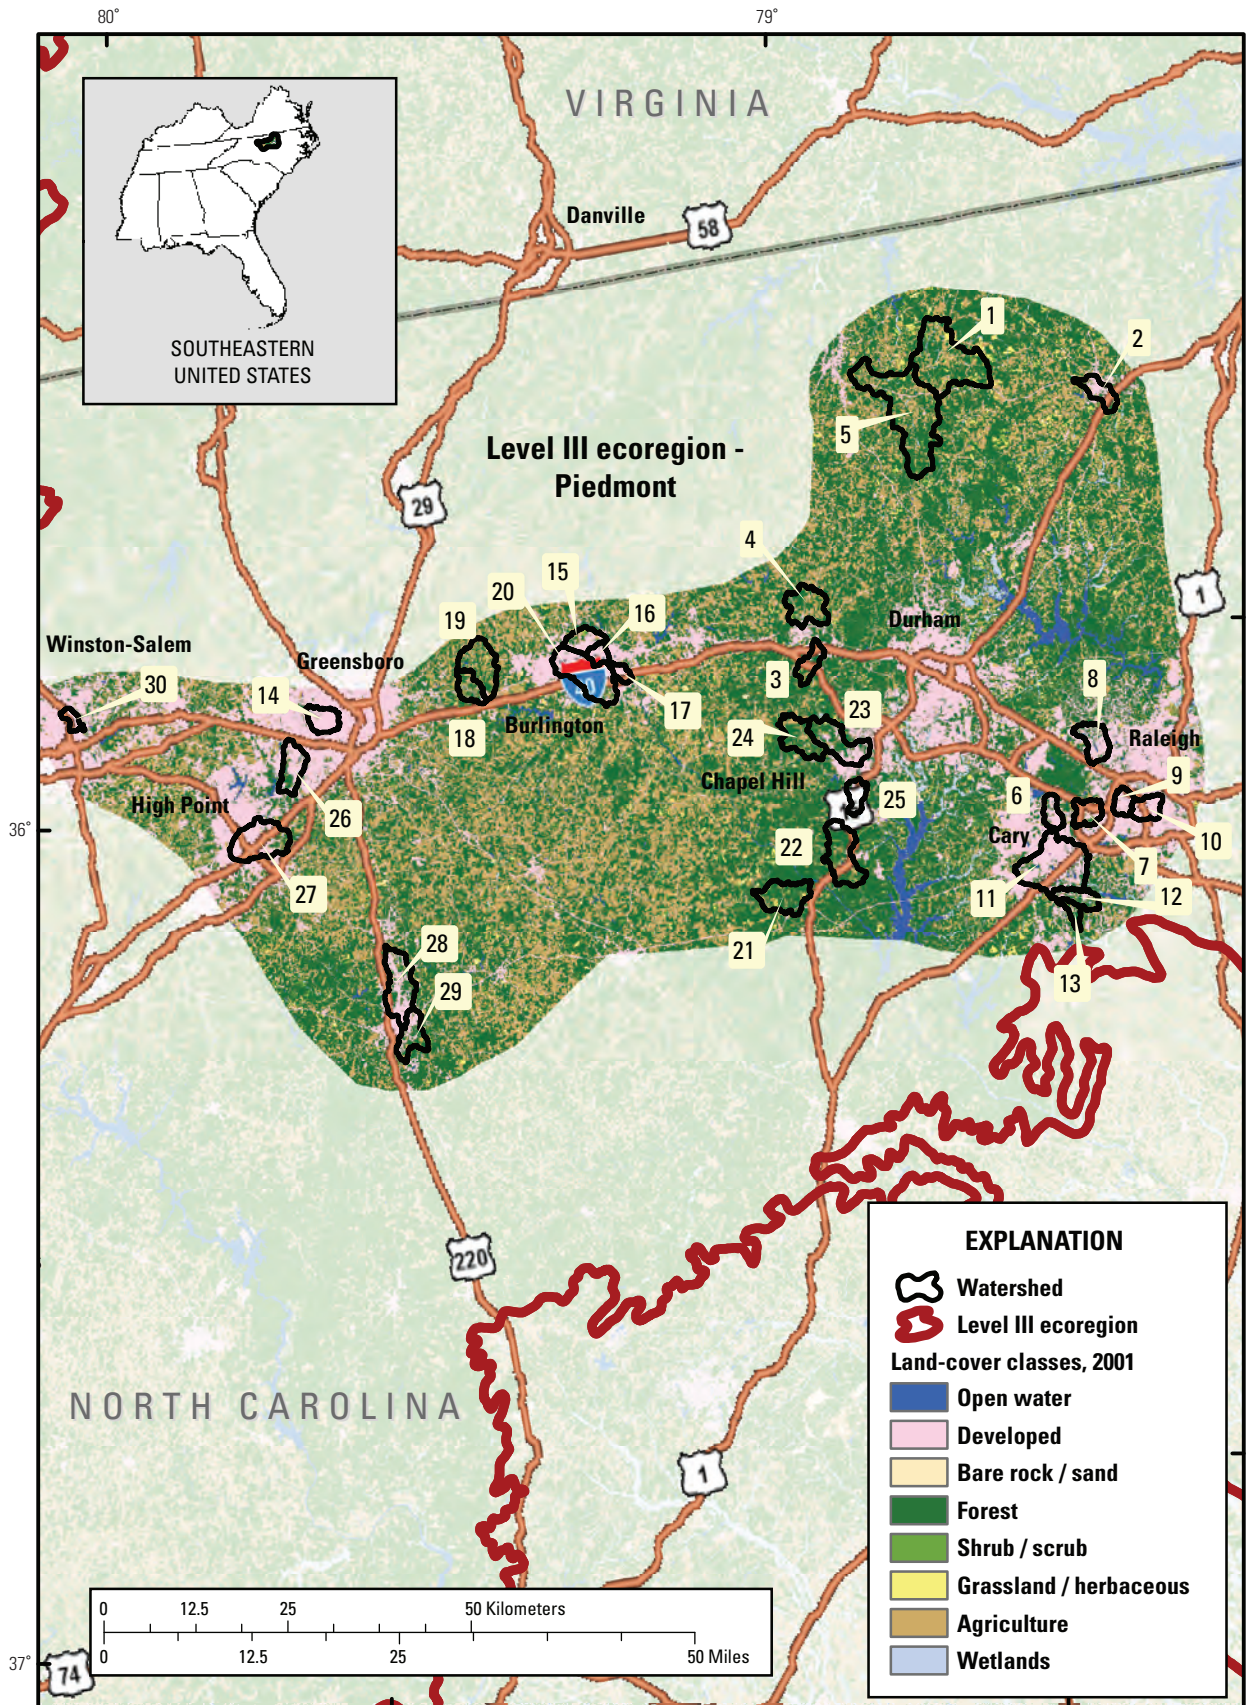 80°
79°
VIRGINIA
SOUTHEASTERN
UNITED STATES
Danville
58
1
2
5
Level III ecoregion -
Piedmont
29
4
15
20
16
19
1
Durham
Winston-Salem
Greensboro
30
14
3
8
23
17
18
Burlington
24
Raleigh
Chapel Hill
9
High Point
26
25
6
Cary
36°
22
10
7
27
11
12
21
28
13
29
220
NORTH CAROLINA
1
EXPLANATION
Watershed
Level III ecoregion
Land-cover classes, 2001
Open water
Developed
Bare rock / sand
Forest
Shrub / scrub
Grassland / herbaceous
Agriculture
Wetlands
0 12.5 25 50 Kilometers
0 12.5 25 50 Miles
37°
74